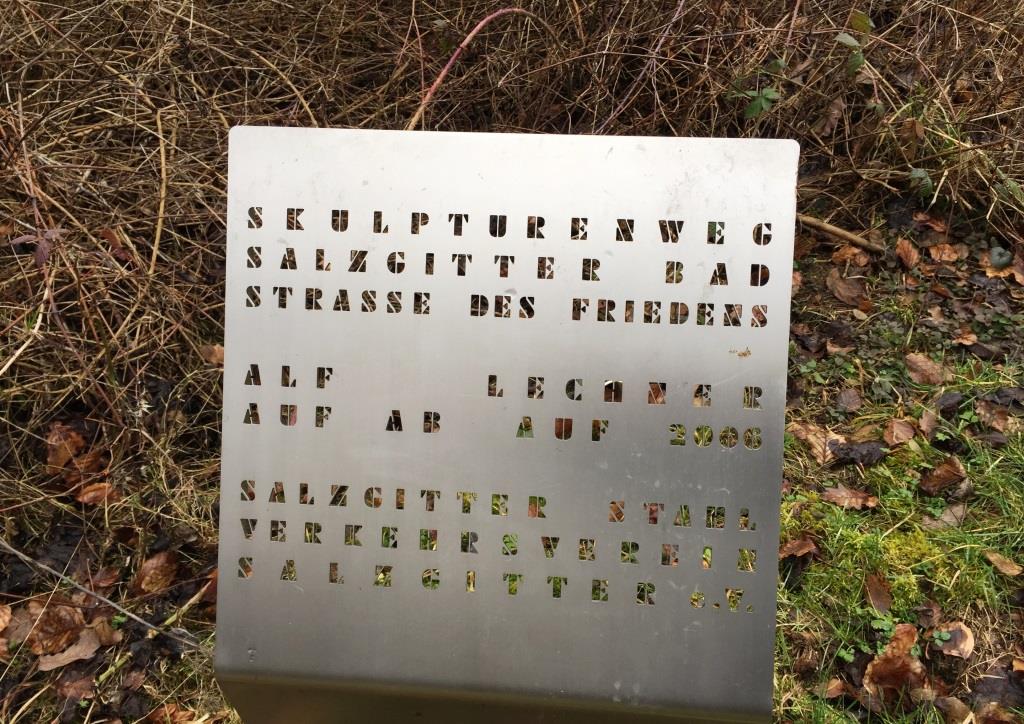 SKULPTURENWEG
SALZGITTER BAD
STRASSE DES FRIEDENS
ALF LECHNER
AUF AB AUF 2006
SALZGITTER STAHL
VERKEHRSVEREIN
SALZGITTER e.V.